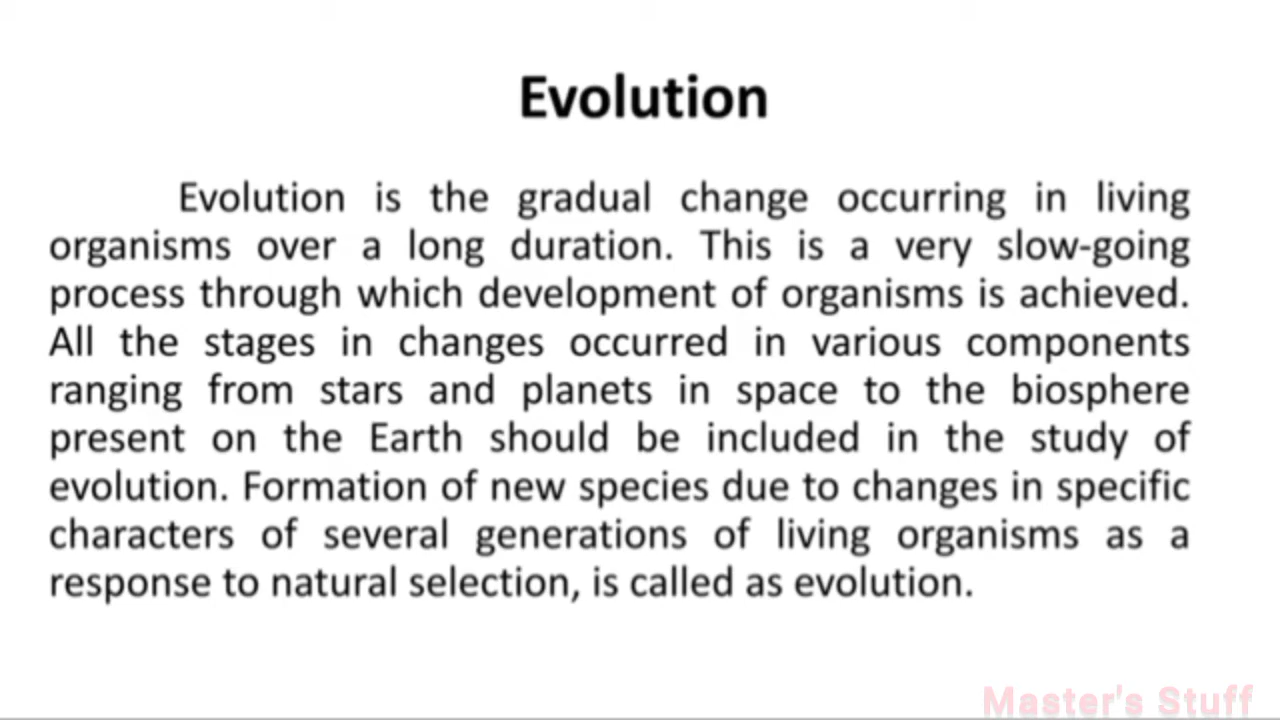 Evolution
Evolution is the gradual change occurring in living
organisms over a long duration. This is a very slow-going
process through which development of organisms is achieved.
All the stages in changes occurred in various components
ranging from stars and planets in space to the biosphere
present on the Earth should be included in the study of
evolution. Formation of new species due to changes in specific
characters of several generations of living organisms as a
response to natural selection, is called as evolution.
Master's Stuff